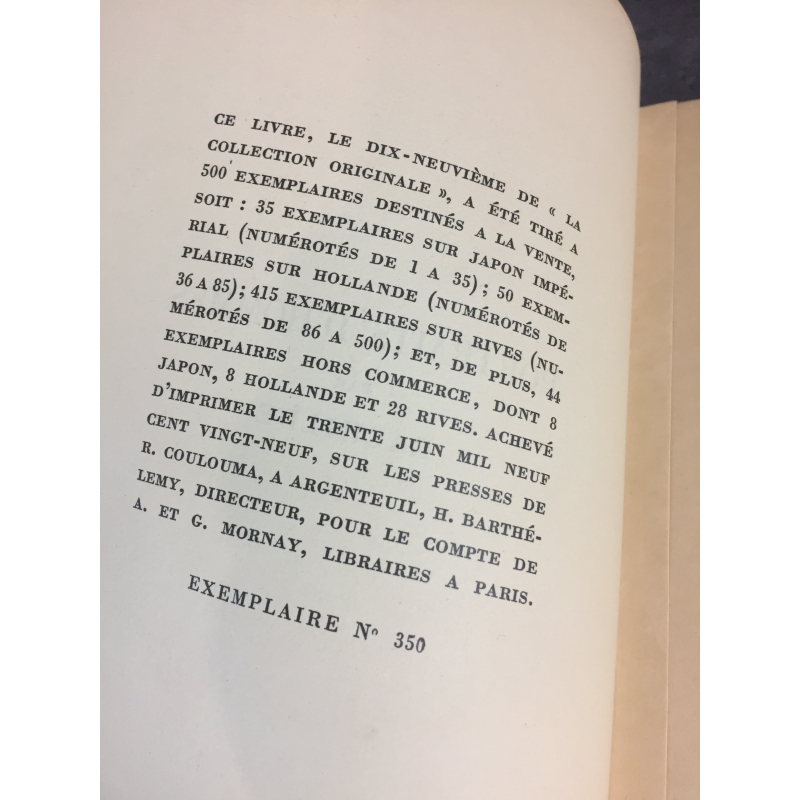 CE LIVRE, LE DIX-NEUVIÈME DE « LA
COLLECTION ORIGINALE », A ÉTÉ TIRÉ A
500 EXEMPLAIRES DESTINÉS A LA VENTE,
SOIT : 35 EXEMPLAIRES SUR JAPON IMPÉ-
RIAL (NUMÉROTÉS DE 1 A 35) ; 50 EXEM-
PLAIRES SUR HOLLANDE (NUMÉROTÉS DE
36 A 85) ; 415 EXEMPLAIRES SUR RIVES (NU-
MÉROTÉS DE 86 A 500) ; ET, DE PLUS, 44
EXEMPLAIRES HORS COMMERCE, DONT 8
JAPON, 8 HOLLANDE ET 28 RIVES. ACHEVÉ
D'IMPRIMER LE TRENTE JUIN MIL NEUF
CENT VINGT-NEUF, SUR LES PRESSES DE
R. COULOUMA, A ARGENTEUIL, H. BARTHÉ-
LEMY, DIRECTEUR, POUR LE COMPTE DE
A. ET G. MORNAY, LIBRAIRES A PARIS.
EXEMPLAIRE Nº 350